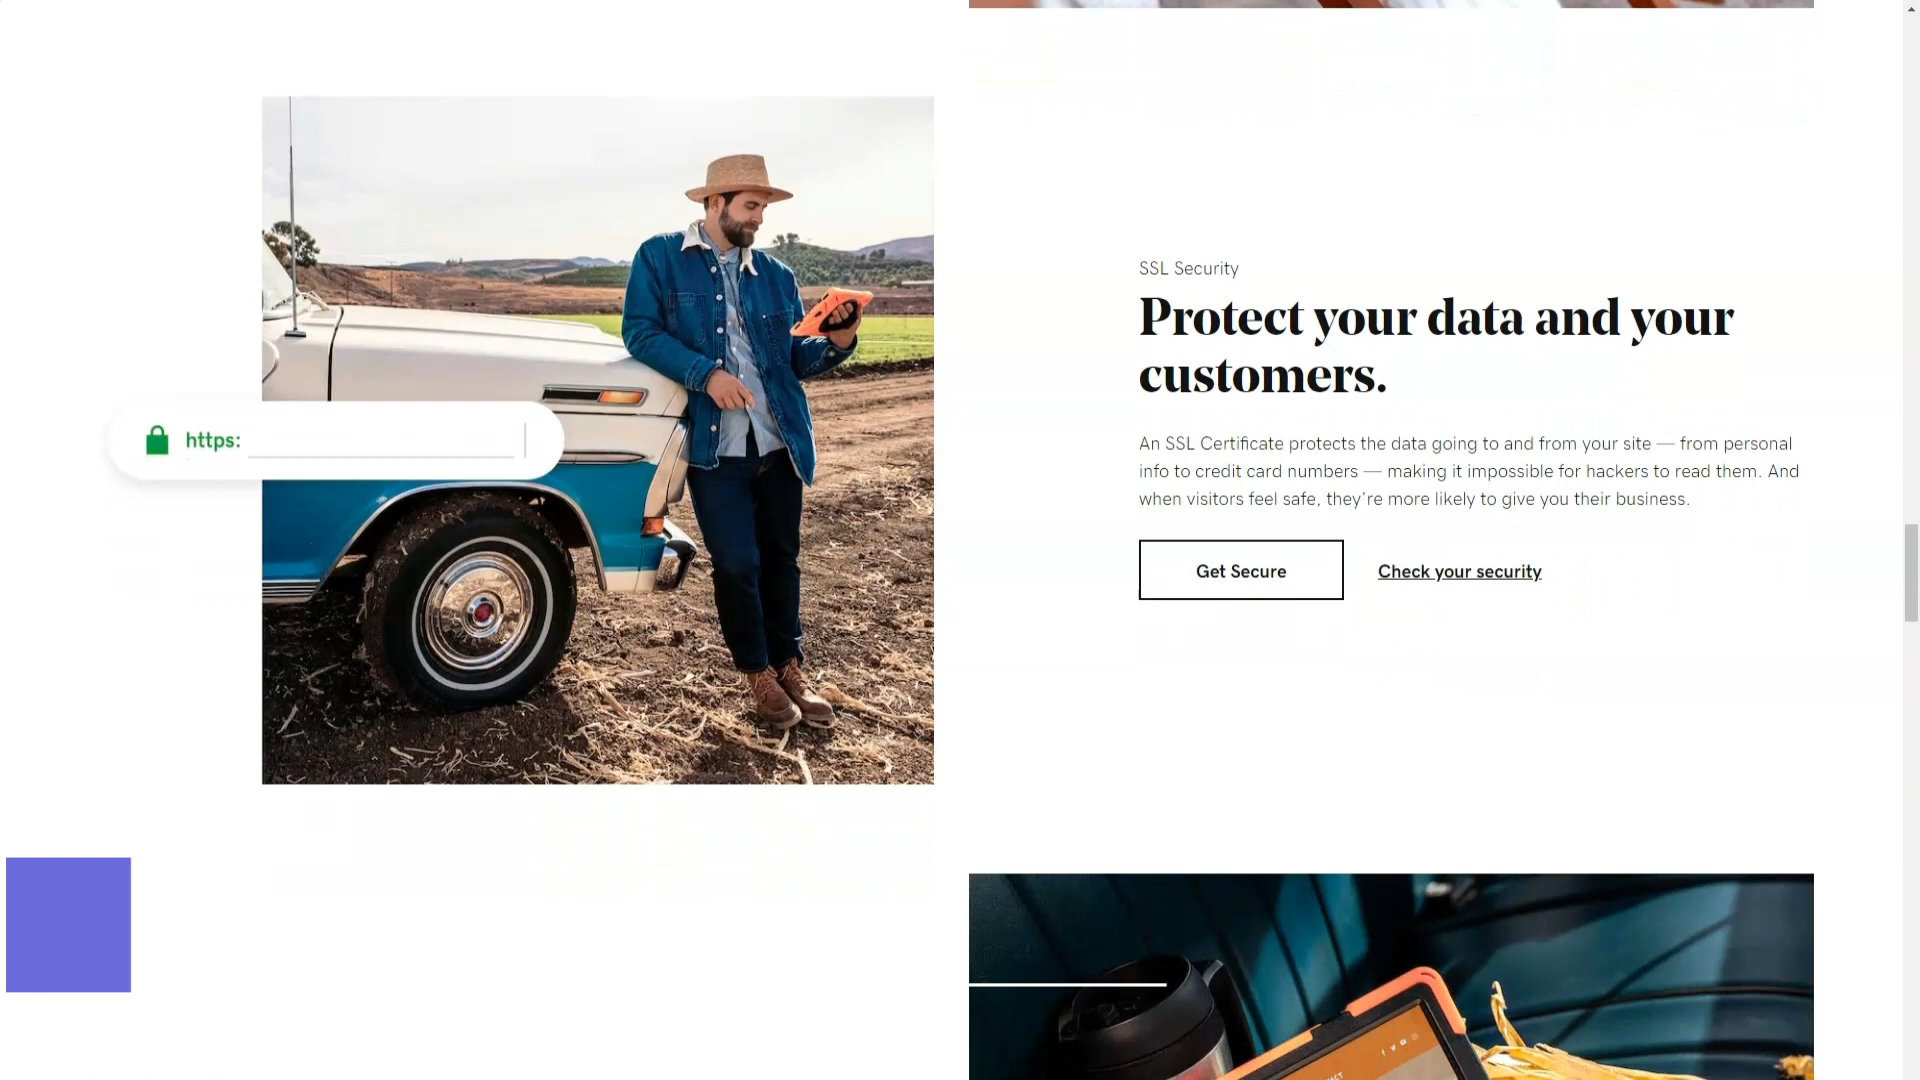 SSL Security
Protect your data and your
customers.
https:
An SSL Certificate protects the data going to and from your site — from personal
info to credit card numbers — making it impossible for hackers to read them. And
when visitors feel safe, they’re more likely to give you their business.
Get Secure
Check your security